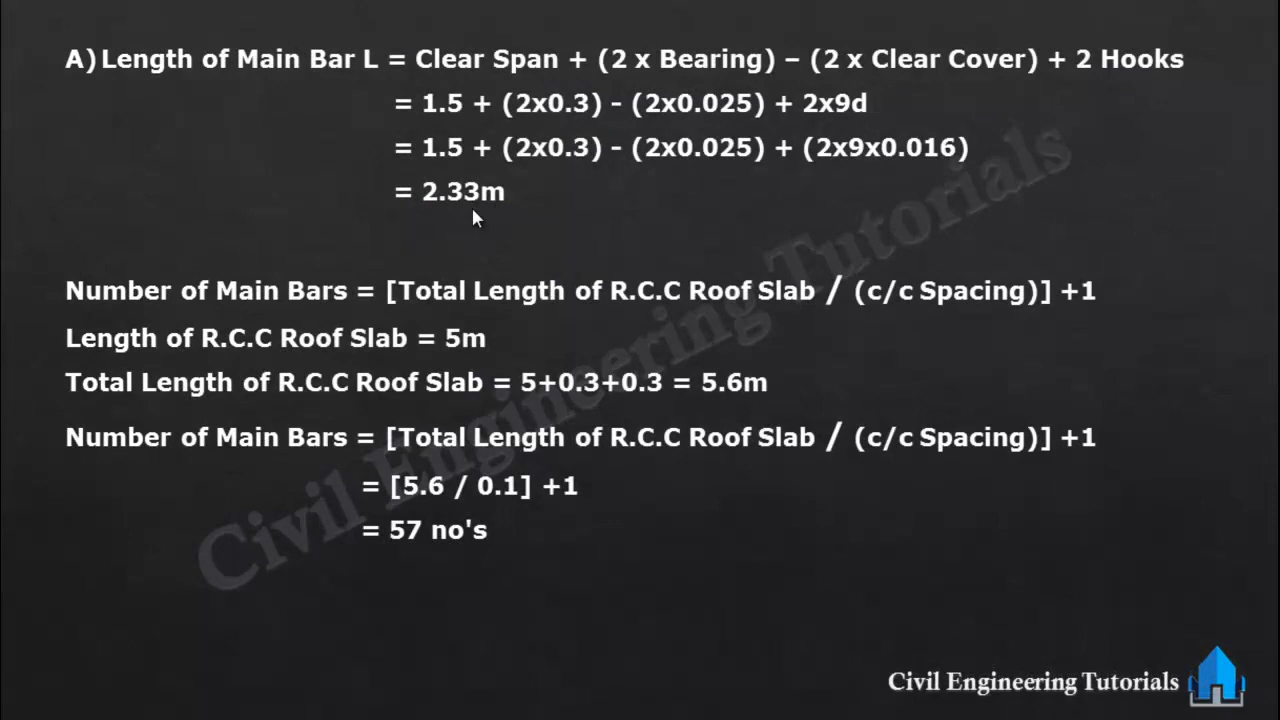 A) Length of Main Bar L = Clear Span + (2 x Bearing) – (2 x Clear Cover) + 2 Hooks
= 1.5 + (2x0.3) - (2x0.025) + 2x9d
= 1.5 + (2x0.3) - (2x0.025) + (2x9x0.016)
= 2.33m
Number of Main Bars = [Total Length of R.C.C Roof Slab / (c/c Spacing)] +1
Length of R.C.C Roof Slab = 5m
Total Length of R.C.C Roof Slab = 5+0.3+0.3 = 5.6m
Number of Main Bars = [Total Length of R.C.C Roof Slab / (c/c Spacing)] +1
= [5.6 / 0.1] +1
= 57 no's
Civil Engineering Tutorials
Civil Engineering Tutorials